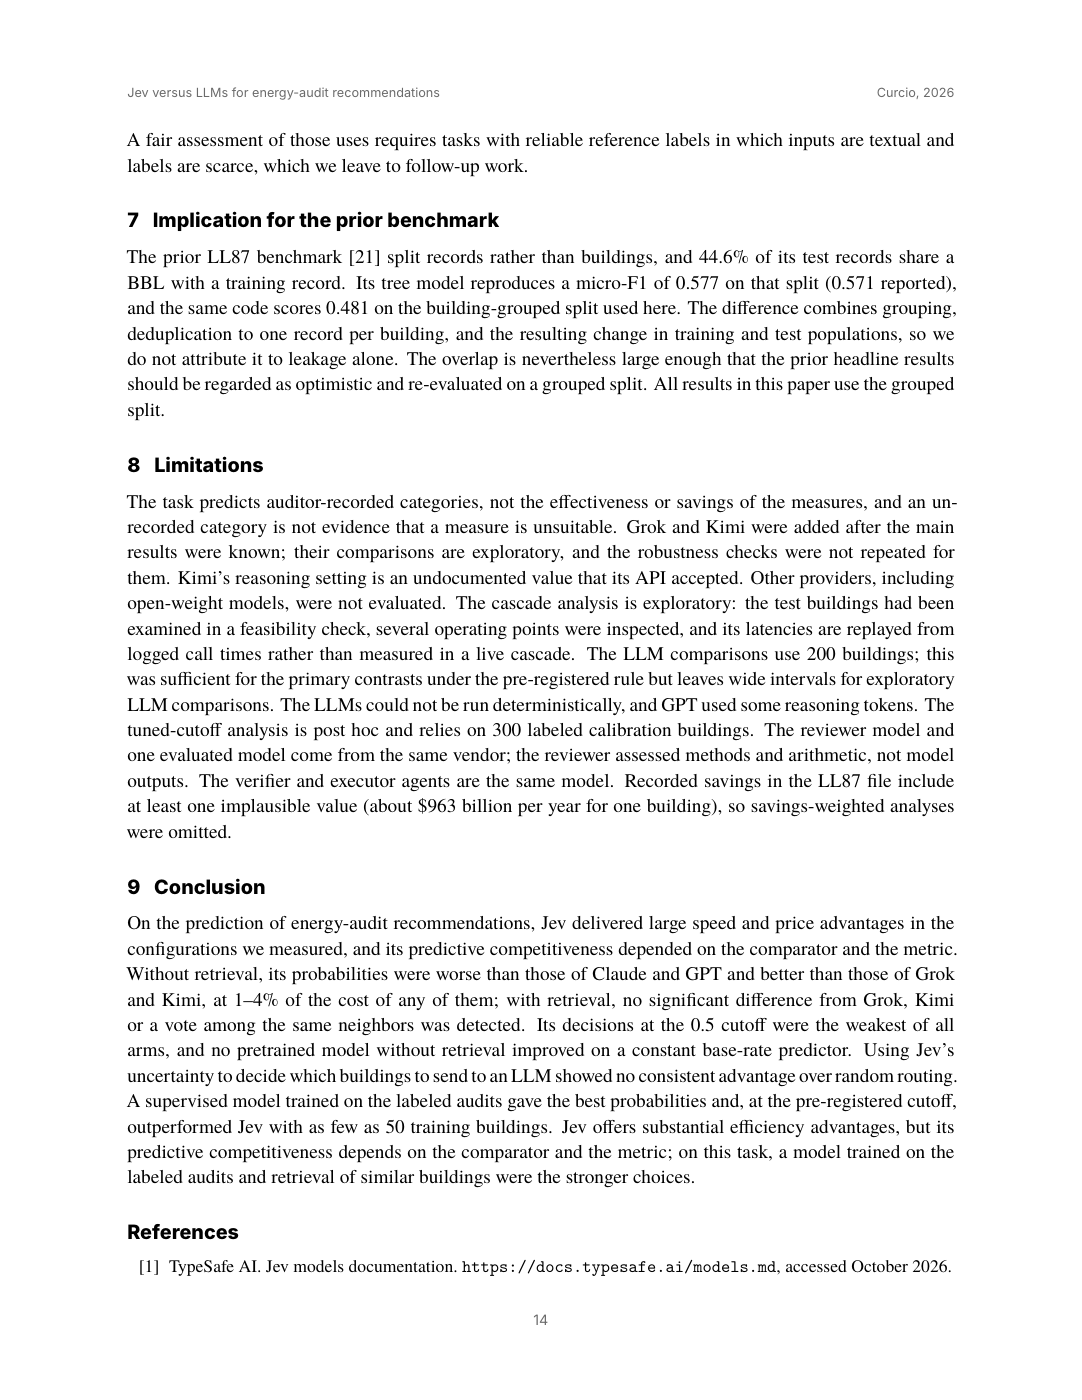 Jev versus LLMs for energy-audit recommendations Curcio, 2026
A fair assessment of those uses requires tasks with reliable reference labels in which inputs are textual and
labels are scarce, which we leave to follow-up work.
7 Implication for the prior benchmark
The prior LL87 benchmark [21] split records rather than buildings, and 44.6% of its test records share a
BBL with a training record. Its tree model reproduces a micro-F1 of 0.577 on that split (0.571 reported),
and the same code scores 0.481 on the building-grouped split used here. The difference combines grouping,
deduplication to one record per building, and the resulting change in training and test populations, so we
do not attribute it to leakage alone. The overlap is nevertheless large enough that the prior headline results
should be regarded as optimistic and re-evaluated on a grouped split. All results in this paper use the grouped
split.
8 Limitations
The task predicts auditor-recorded categories, not the effectiveness or savings of the measures, and an un-
recorded category is not evidence that a measure is unsuitable. Grok and Kimi were added after the main
results were known; their comparisons are exploratory, and the robustness checks were not repeated for
them. Kimi's reasoning setting is an undocumented value that its API accepted. Other providers, including
open-weight models, were not evaluated. The cascade analysis is exploratory: the test buildings had been
examined in a feasibility check, several operating points were inspected, and its latencies are replayed from
logged call times rather than measured in a live cascade. The LLM comparisons use 200 buildings; this
was sufficient for the primary contrasts under the pre-registered rule but leaves wide intervals for exploratory
LLM comparisons. The LLMs could not be run deterministically, and GPT used some reasoning tokens. The
tuned-cutoff analysis is post hoc and relies on 300 labeled calibration buildings. The reviewer model and
one evaluated model come from the same vendor; the reviewer assessed methods and arithmetic, not model
outputs. The verifier and executor agents are the same model. Recorded savings in the LL87 file include
at least one implausible value (about $963 billion per year for one building), so savings-weighted analyses
were omitted.
9 Conclusion
On the prediction of energy-audit recommendations, Jev delivered large speed and price advantages in the
configurations we measured, and its predictive competitiveness depended on the comparator and the metric.
Without retrieval, its probabilities were worse than those of Claude and GPT and better than those of Grok
and Kimi, at 1–4% of the cost of any of them; with retrieval, no significant difference from Grok, Kimi
or a vote among the same neighbors was detected. Its decisions at the 0.5 cutoff were the weakest of all
arms, and no pretrained model without retrieval improved on a constant base-rate predictor. Using Jev's
uncertainty to decide which buildings to send to an LLM showed no consistent advantage over random routing.
A supervised model trained on the labeled audits gave the best probabilities and, at the pre-registered cutoff,
outperformed Jev with as few as 50 training buildings. Jev offers substantial efficiency advantages, but its
predictive competitiveness depends on the comparator and the metric; on this task, a model trained on the
labeled audits and retrieval of similar buildings were the stronger choices.
References
[1] TypeSafe AI. Jev models documentation. https://docs.typesafe.ai/models.md, accessed October 2026.
14